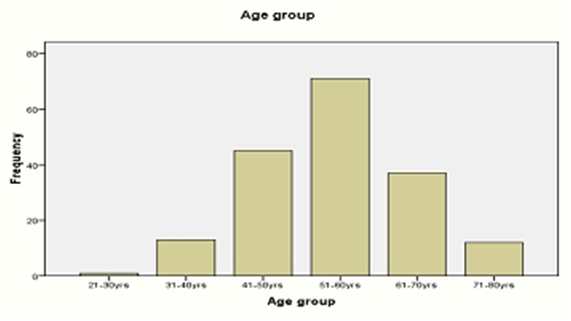 Age group
80
60
40
20
0
Frequency
21-30yrs 31-40yrs 41-50yrs 51-60yrs 61-70yrs 71-80yrs
Age group